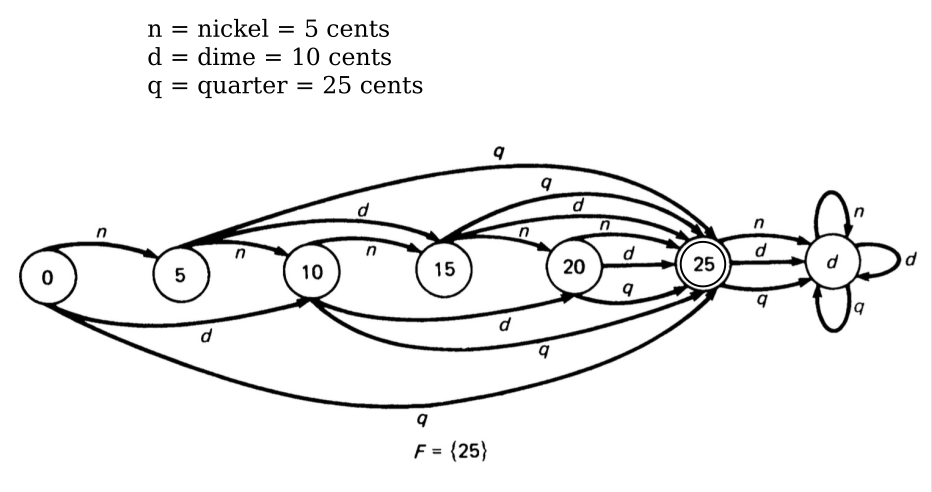 n = nickel = 5 cents
d = dime = 10 cents
q = quarter = 25 cents
q
q
d
d
n
n
n
n
n
n
n
0
5
10
15
20
d
25
d
d
d
q
q
d
d
q
q
q
F = {25}